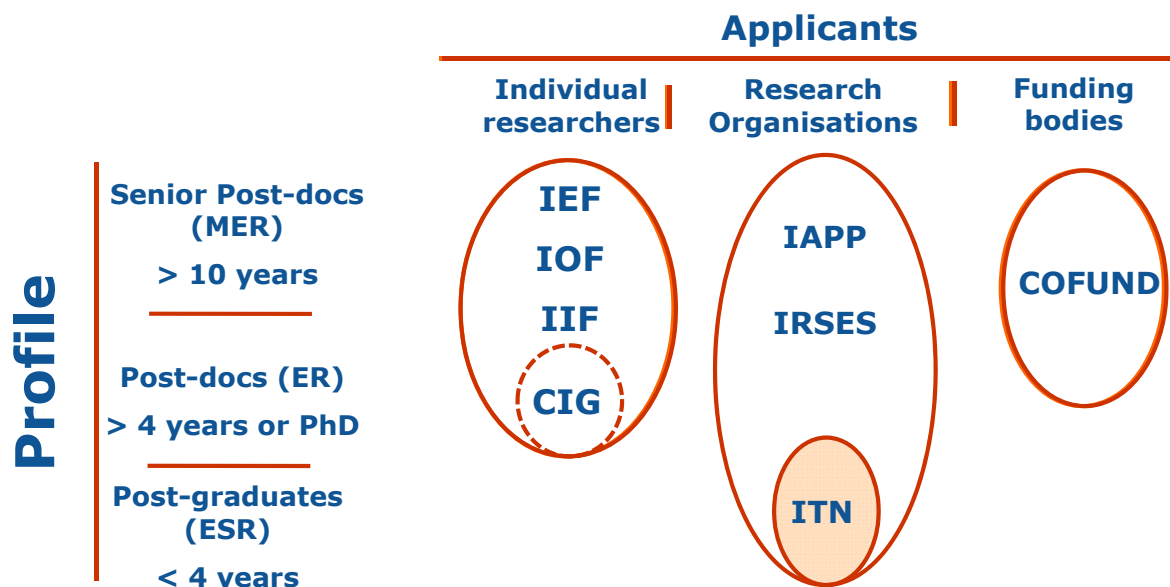 Applicants
Individual
researchers
Research
Organisations
Funding
bodies
Profile
Senior Post-docs
(MER)
> 10 years
Post-docs (ER)
> 4 years or PhD
Post-graduates
(ESR)
< 4 years
IEF
IOF
IIF
CIG
IAPP
IRSES
ITN
COFUND